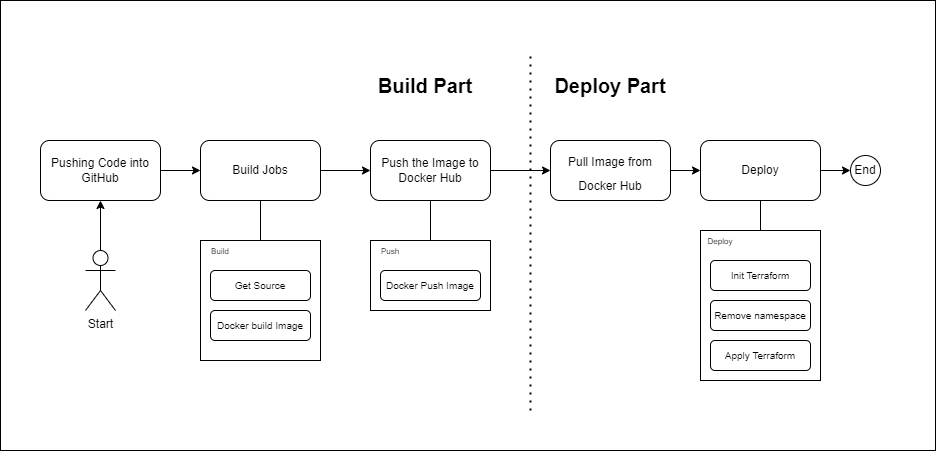 Build Part
Deploy Part
Pushing Code into
GitHub
Build Jobs
Push the Image to
Docker Hub
Pull Image from
Docker Hub
Deploy
End
Start
Build
Get Source
Docker build Image
Push
Docker Push Image
Deploy
Init Terraform
Remove namespace
Apply Terraform